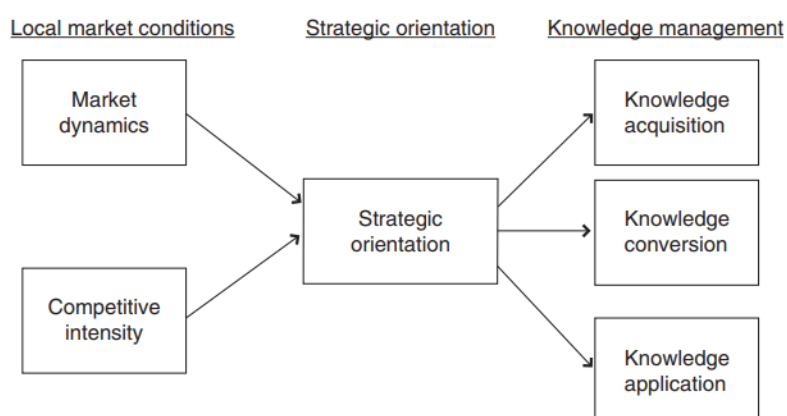 Local market conditions
Strategic orientation
Knowledge management
Market
dynamics
Competitive
intensity
Strategic
orientation
Knowledge
acquisition
Knowledge
conversion
Knowledge
application